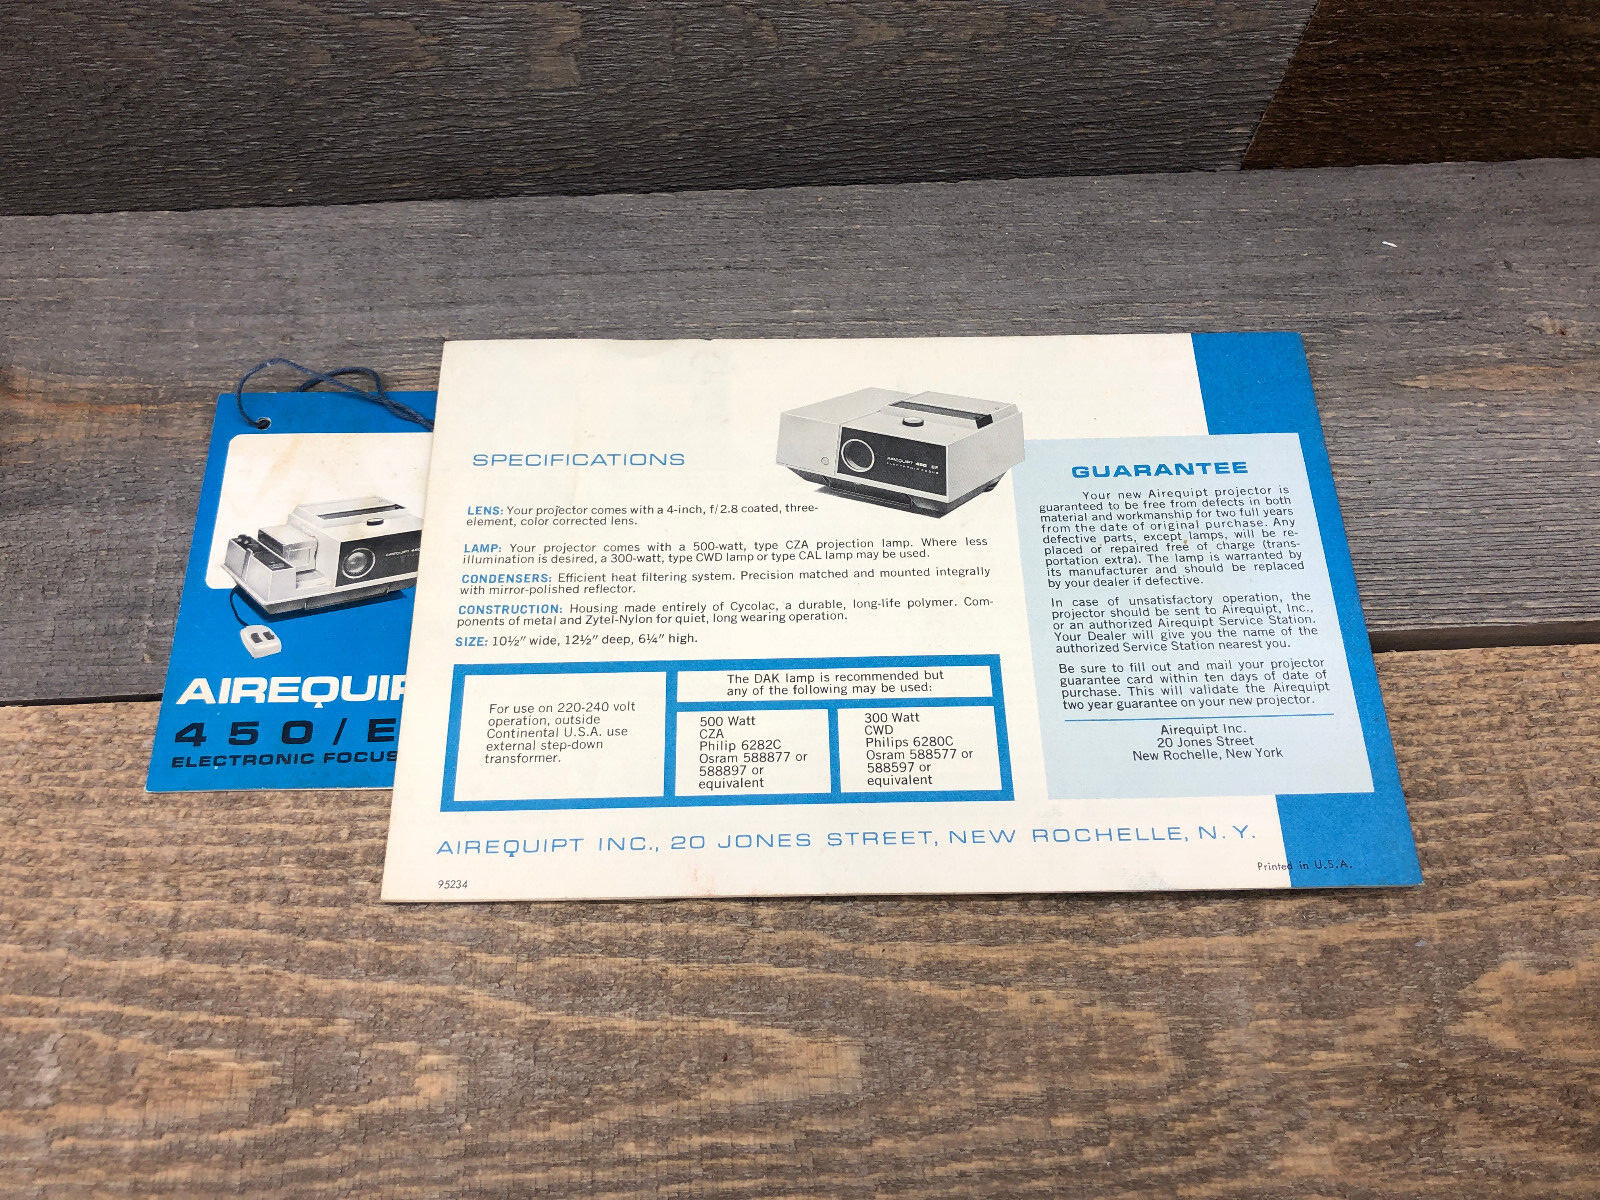 AIREQUIP
450/E
ELECTRONIC FOCUS
SPECIFICATIONS
LENS: Your projector comes with a 4-inch, f/2.8 coated, three-
element, color corrected lens.
LAMP: Your projector comes with a 500-watt, type CZA projection lamp. Where less
illumination is desired, a 300-watt, type CWD lamp or type CAL lamp may be used.
CONDENSERS: Efficient heat filtering system. Precision matched and mounted integrally
with mirror-polished reflector.
CONSTRUCTION: Housing made entirely of Cycolac, a durable, long-life polymer. Com-
ponents of metal and Zytel-Nylon for quiet, long wearing operation.
SIZE: 10½" wide, 12½" deep, 6¼" high.
For use on 220-240 volt
operation, outside
Continental U.S.A. use
external step-down
transformer.
The DAK lamp is recommended but
any of the following may be used:
500 Watt
CZA
Philip 6282C
Osram 588877 or
588897 or
equivalent
300 Watt
CWD
Philips 6280C
Osram 588577 or
588597 or
equivalent
GUARANTEE
Your new Airequipt projector is
guaranteed to be free from defects in both
material and workmanship for two full years
from the date of original purchase. Any
defective parts, except lamps, will be re-
placed or repaired free of charge (trans-
portation extra). The lamp is warranted by
its manufacturer and should be replaced
by your dealer if defective.
In case of unsatisfactory operation, the
projector should be sent to Airequipt, Inc.,
or an authorized Airequipt Service Station.
Your Dealer will give you the name of the
authorized Service Station nearest you.
Be sure to fill out and mail your projector
guarantee card within ten days of date of
purchase. This will validate the Airequipt
two year guarantee on your new projector.
Airequipt Inc.
20 Jones Street
New Rochelle, New York
AIREQUIPT INC., 20 JONES STREET, NEW ROCHELLE, N.Y.
95234
Printed in U.S.A.